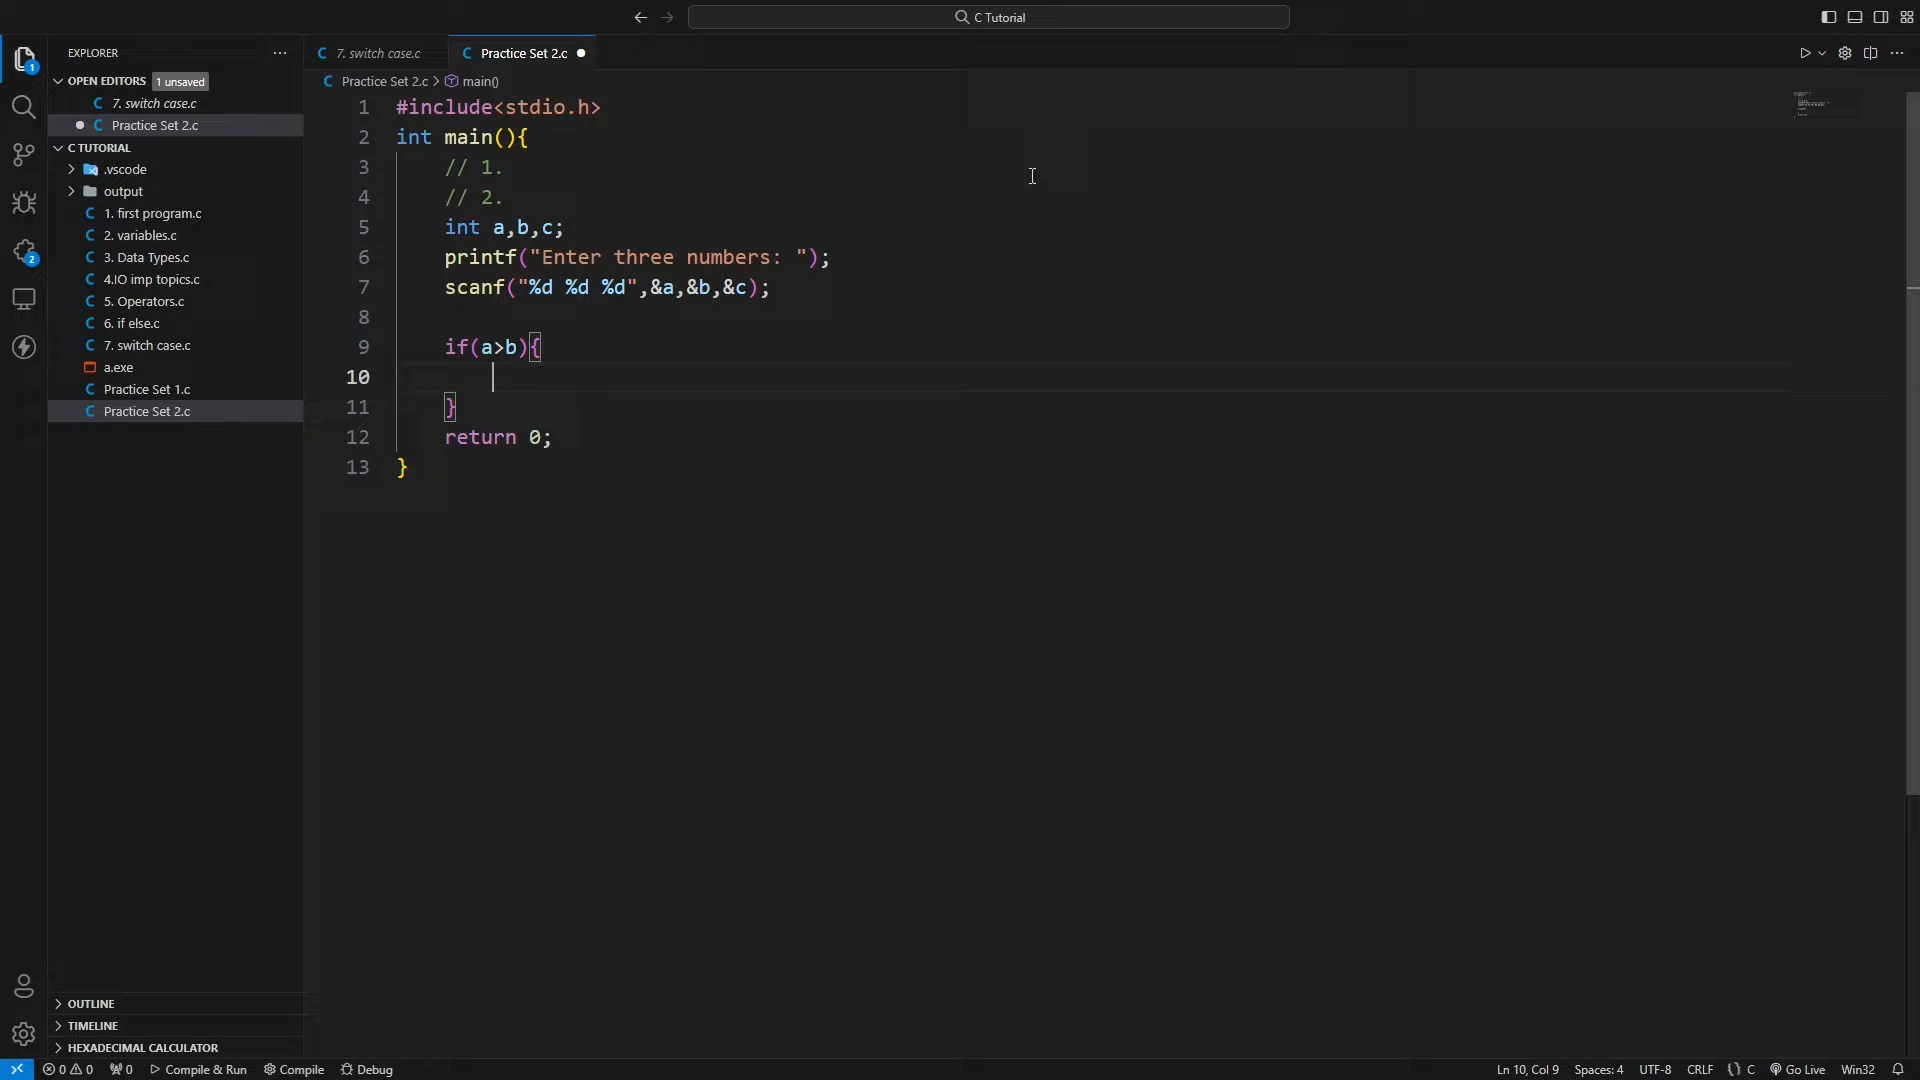 C Tutorial
EXPLORER
OPEN EDITORS 1 unsaved
C 7. switch case.c
C Practice Set 2.c
C TUTORIAL
.vscode
output
C 1. first program.c
C 2. variables.c
C 3. Data Types.c
C 4.IO imp topics.c
C 5. Operators.c
C 6. if else.c
C 7. switch case.c
a.exe
C Practice Set 1.c
C Practice Set 2.c
OUTLINE
TIMELINE
HEXADECIMAL CALCULATOR
1
2
C 7. switch case.c
C Practice Set 2.c
C Practice Set 2.c > main()
1 #include<stdio.h>
2 int main(){
3 // 1.
4 // 2.
5 int a,b,c;
6 printf("Enter three numbers: ");
7 scanf("%d %d %d",&a,&b,&c);
8
9 if(a>b){
10
11 }
12 return 0;
13 }
0 0 0 Compile & Run Compile Debug
Ln 10, Col 9 Spaces: 4 UTF-8 CRLF {} C Go Live Win32